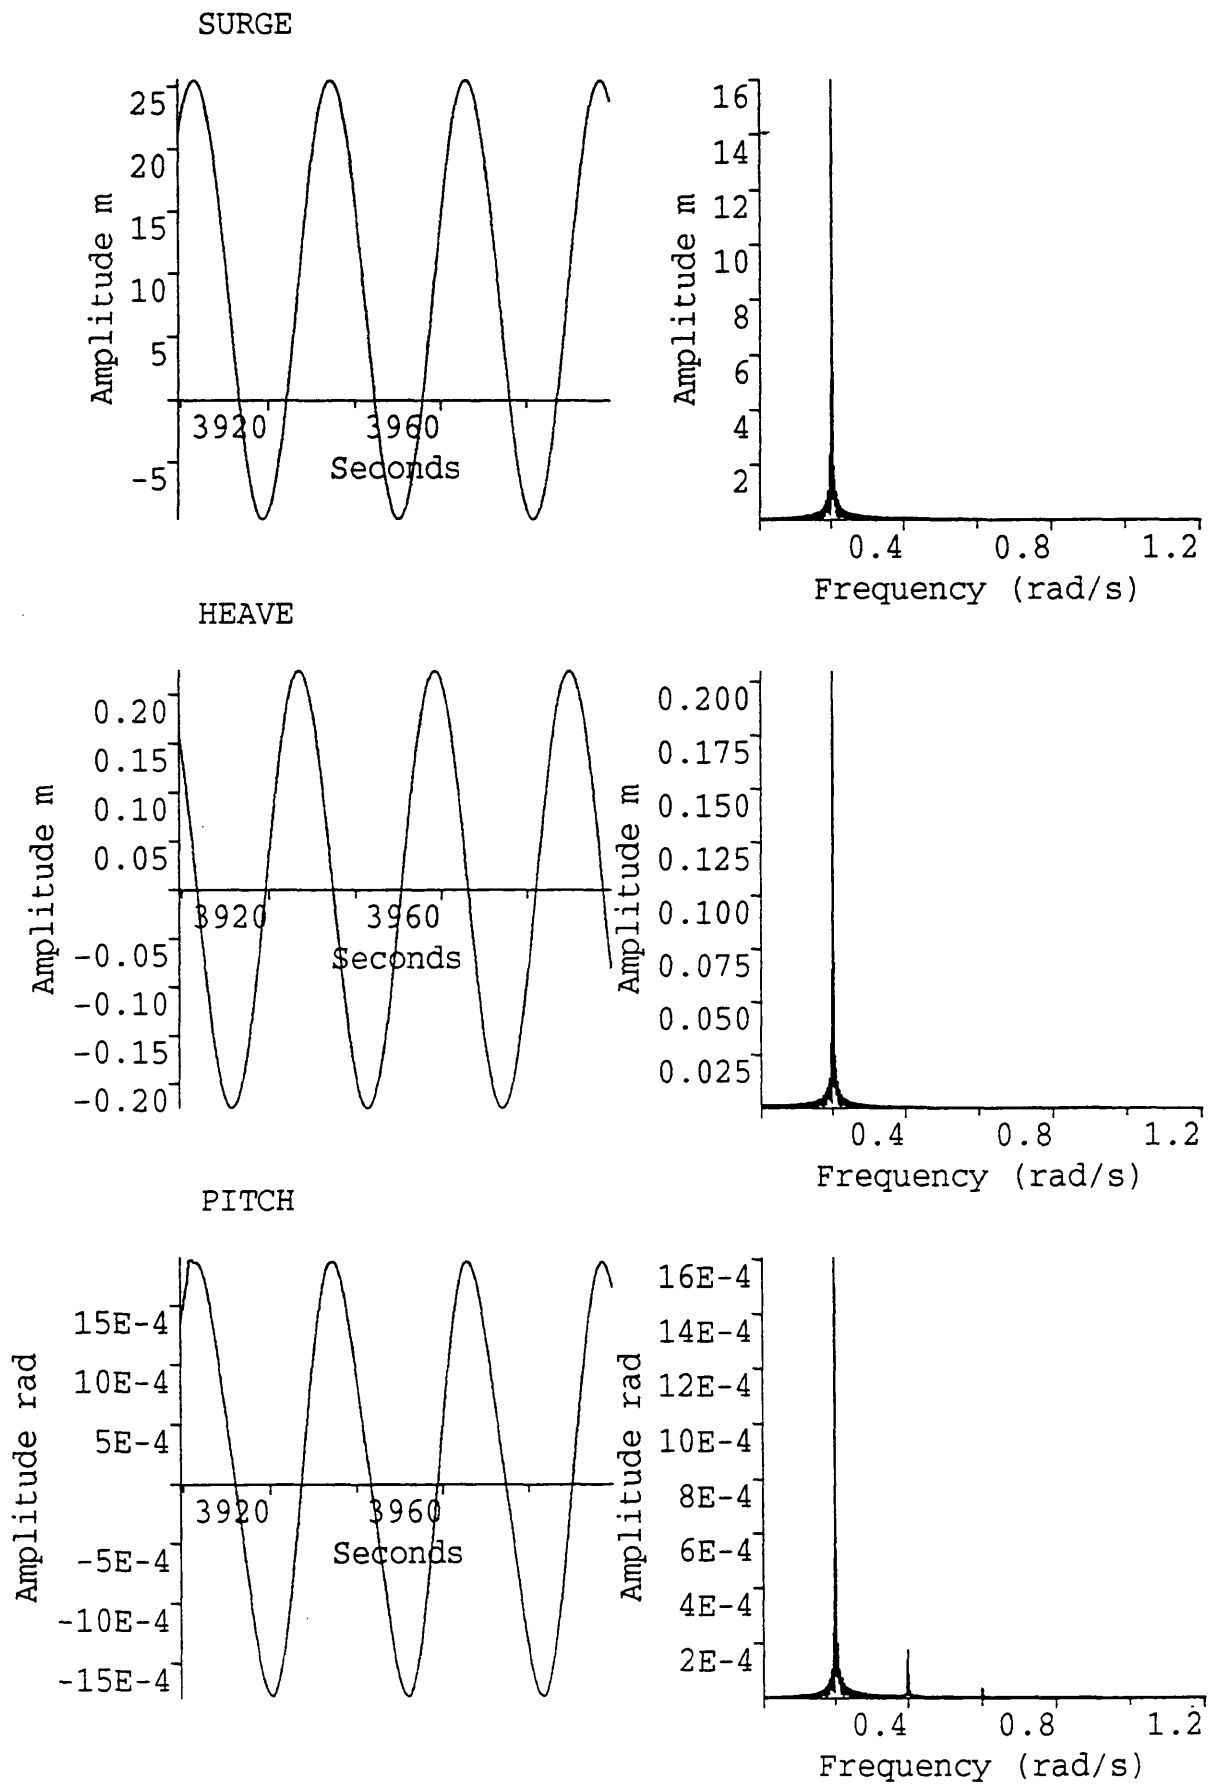 SURGE
Amplitude m
25
20
15
10
5
-5
3920
3960
Seconds
Amplitude m
16
14
12
10
8
6
4
2
0.4
0.8
1.2
Frequency (rad/s)
HEAVE
Amplitude m
0.20
0.15
0.10
0.05
-0.05
-0.10
-0.15
-0.20
3920
3960
Seconds
Amplitude m
0.200
0.175
0.150
0.125
0.100
0.075
0.050
0.025
0.4
0.8
1.2
Frequency (rad/s)
PITCH
Amplitude rad
15E-4
10E-4
5E-4
-5E-4
-10E-4
-15E-4
3920
3960
Seconds
Amplitude rad
16E-4
14E-4
12E-4
10E-4
8E-4
6E-4
4E-4
2E-4
0.4
0.8
1.2
Frequency (rad/s)